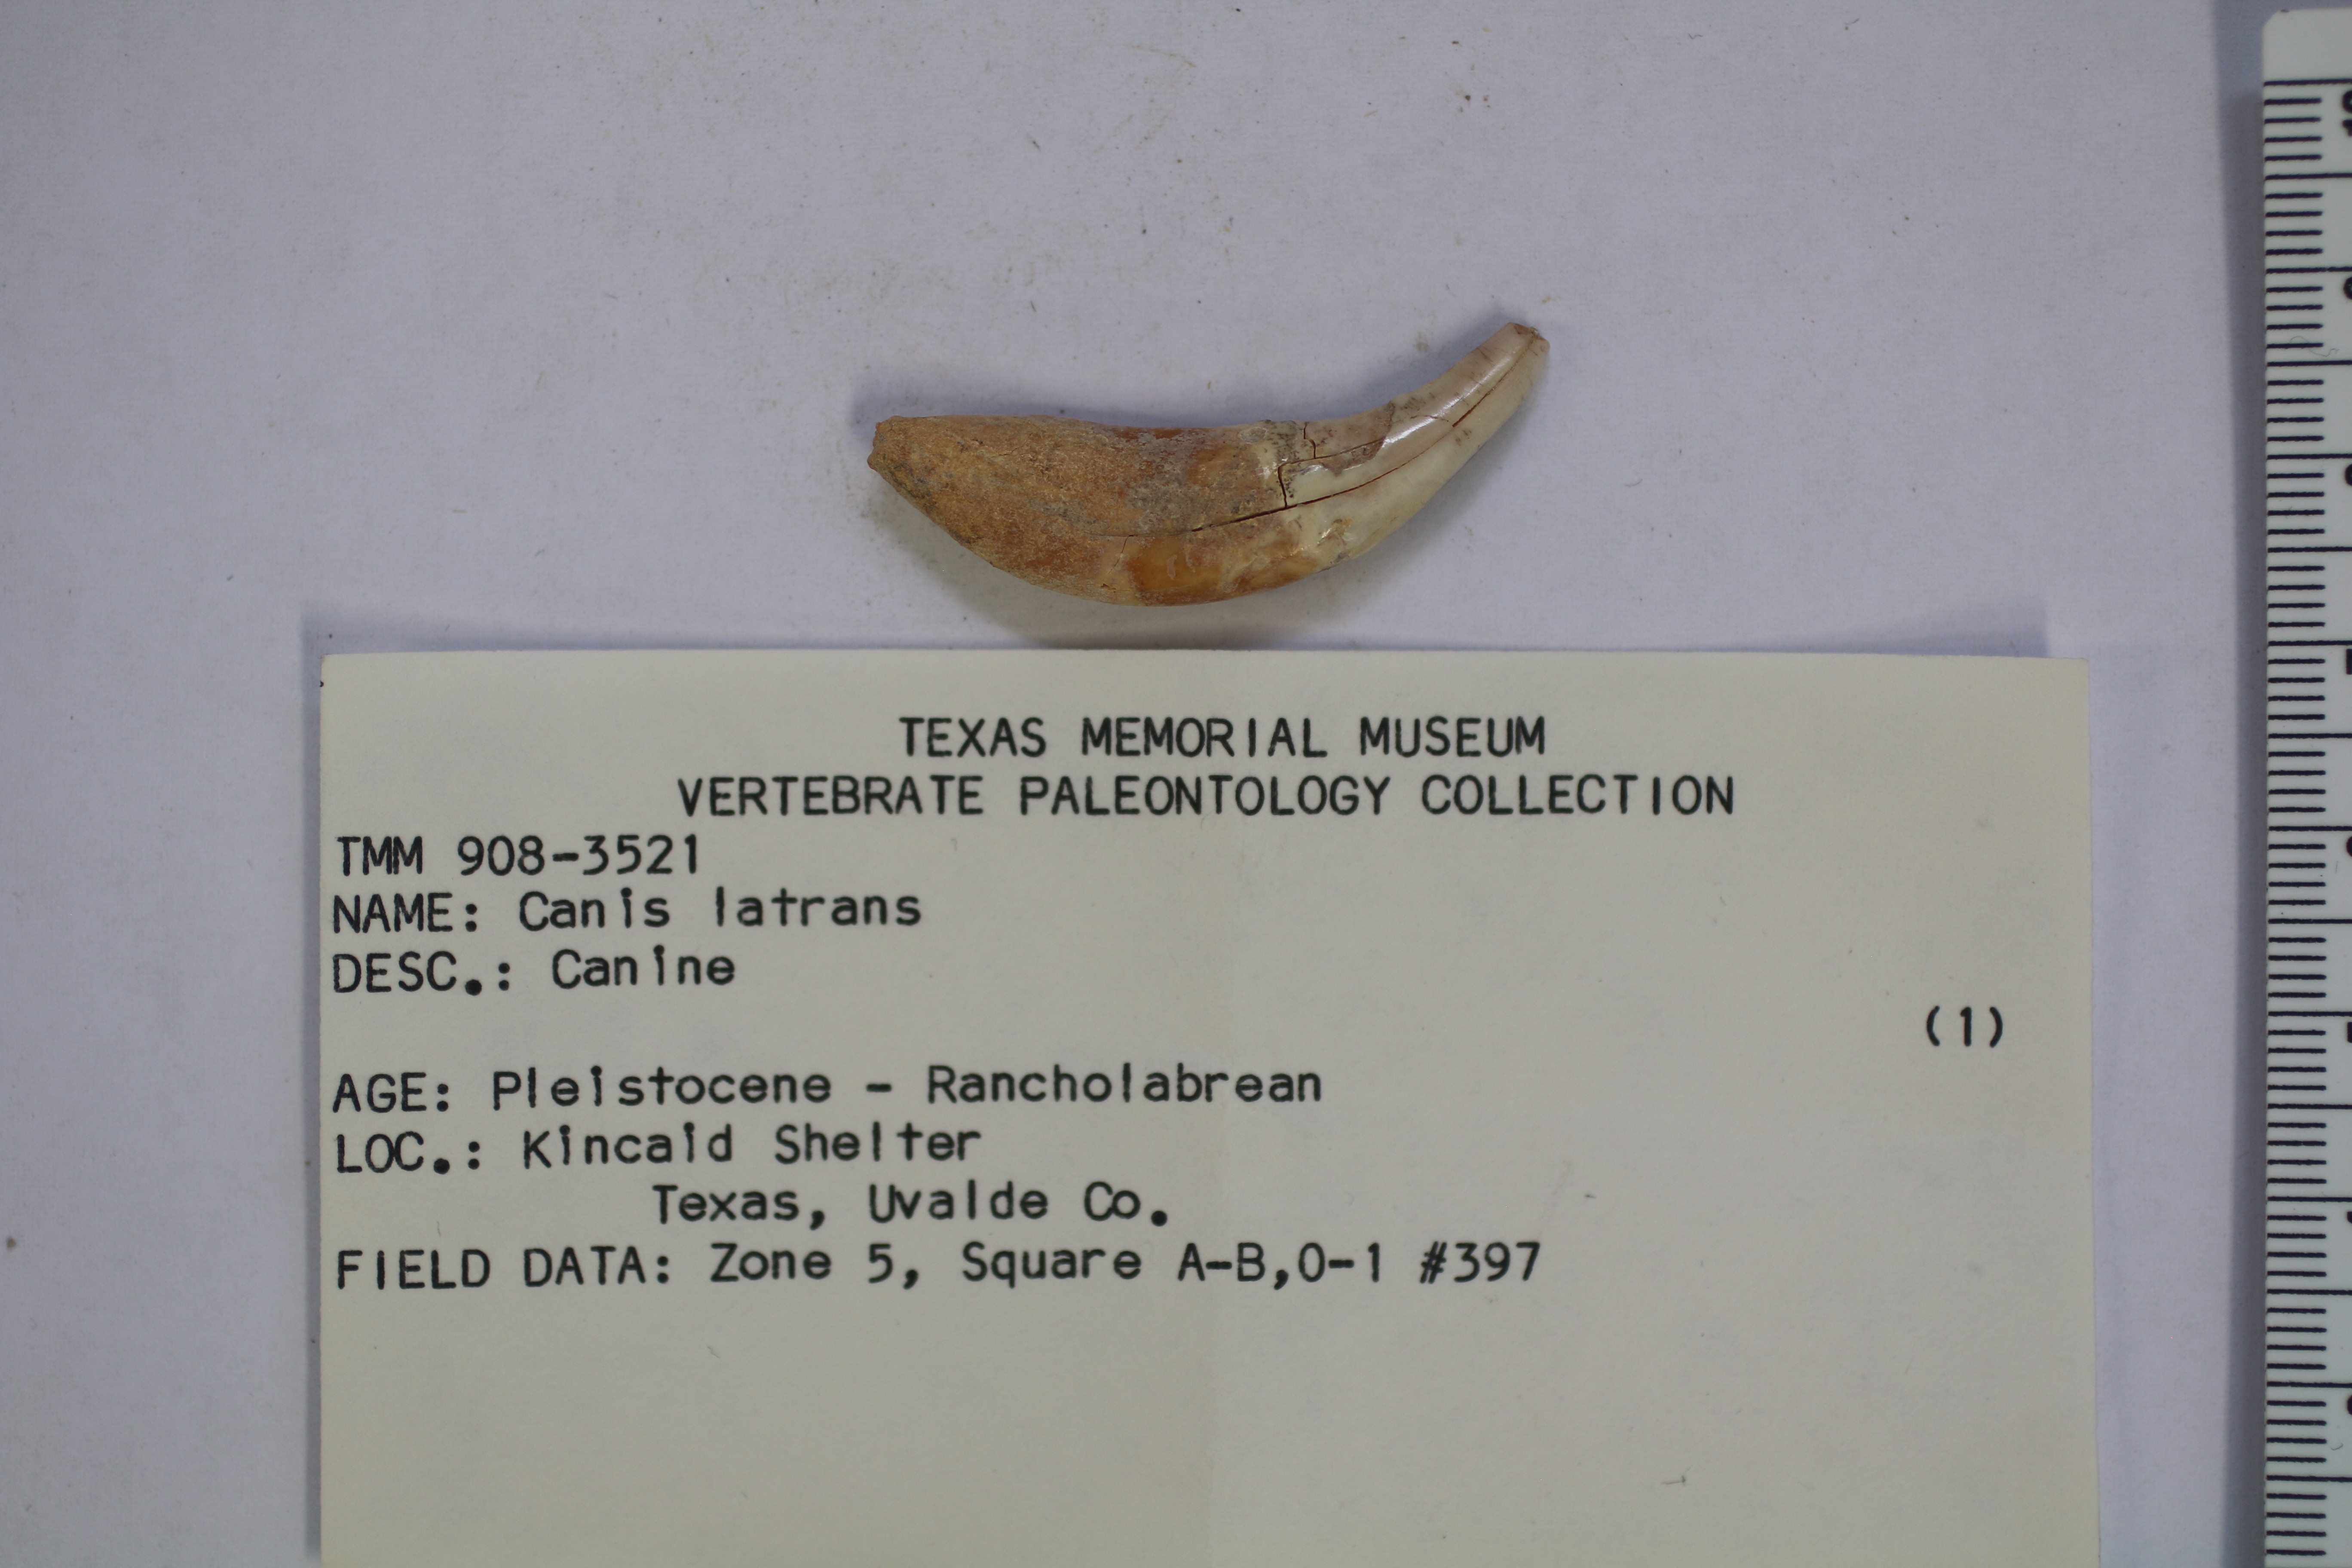 TEXAS MEMORIAL MUSEUM
VERTEBRATE PALEONTOLOGY COLLECTION
TMM 908-3521
NAME: Canis latrans
DESC.: Canine
(1)
AGE: Pleistocene - Rancholabrean
LOC.: Kincaid Shelter
Texas, Uvalde Co.
FIELD DATA: Zone 5, Square A-B,0-1 #397